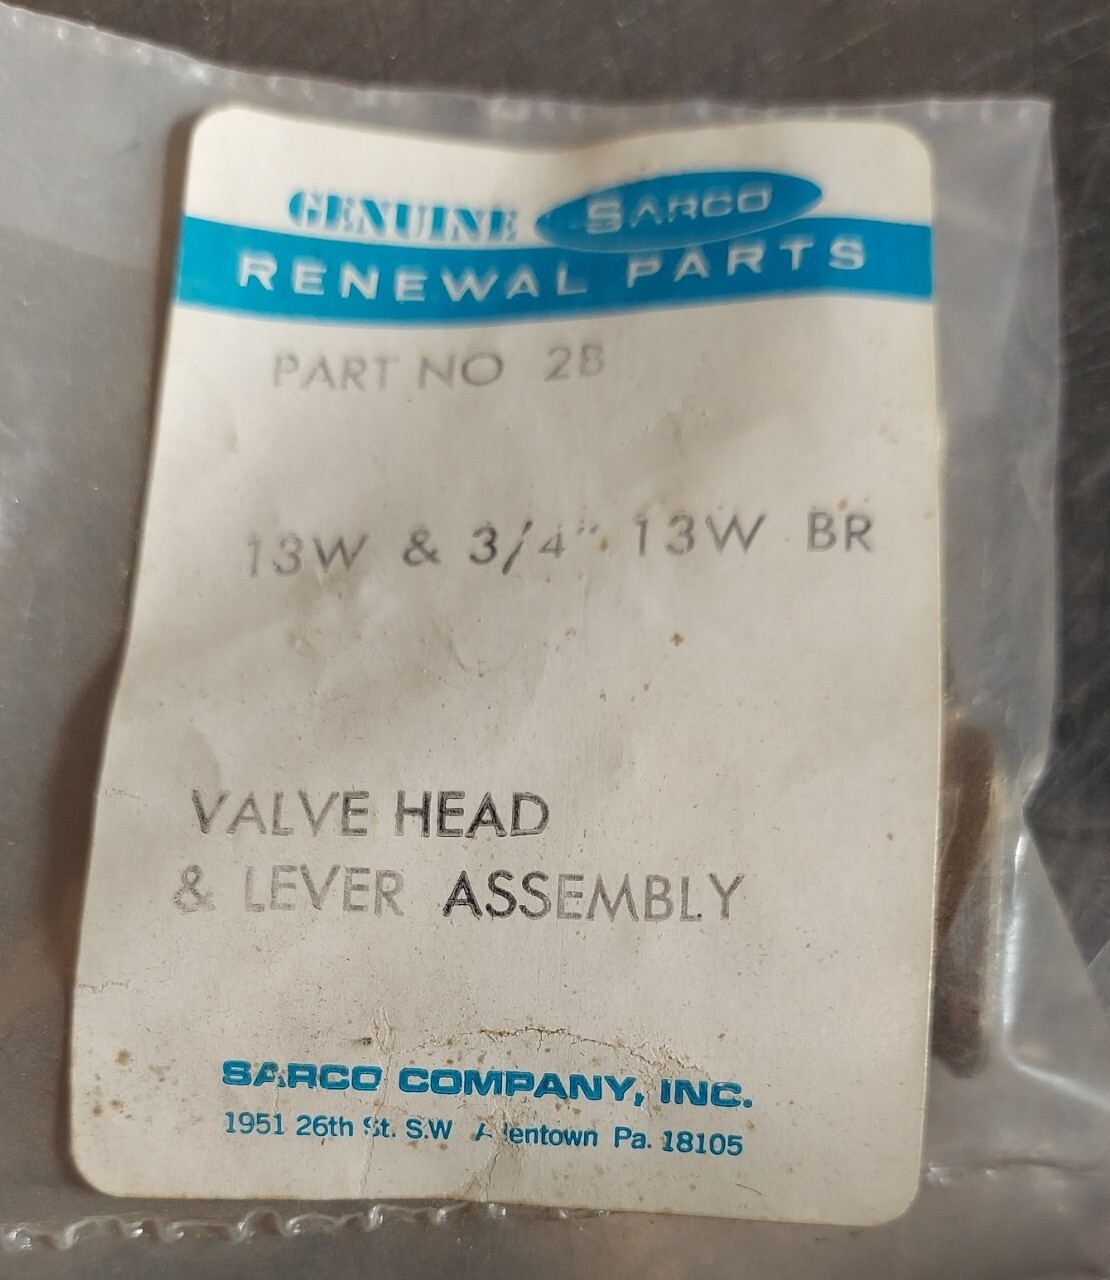 GENUINE SARCO
RENEWAL PARTS
PART NO 2B
13W & 3/4" 13W BR
VALVE HEAD
& LEVER ASSEMBLY
SARCO COMPANY, INC.
1951 26th St. S.W Allentown Pa. 18105